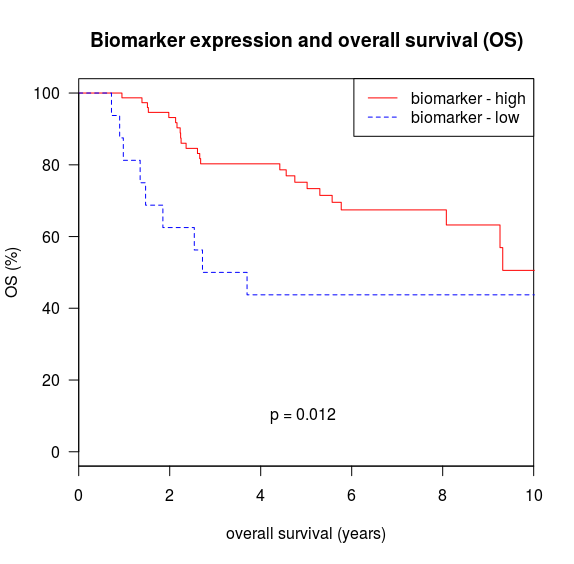 Biomarker expression and overall survival (OS)
biomarker - high
biomarker - low
OS (%)
100
80
60
40
20
0
p = 0.012
0 2 4 6 8 10
overall survival (years)